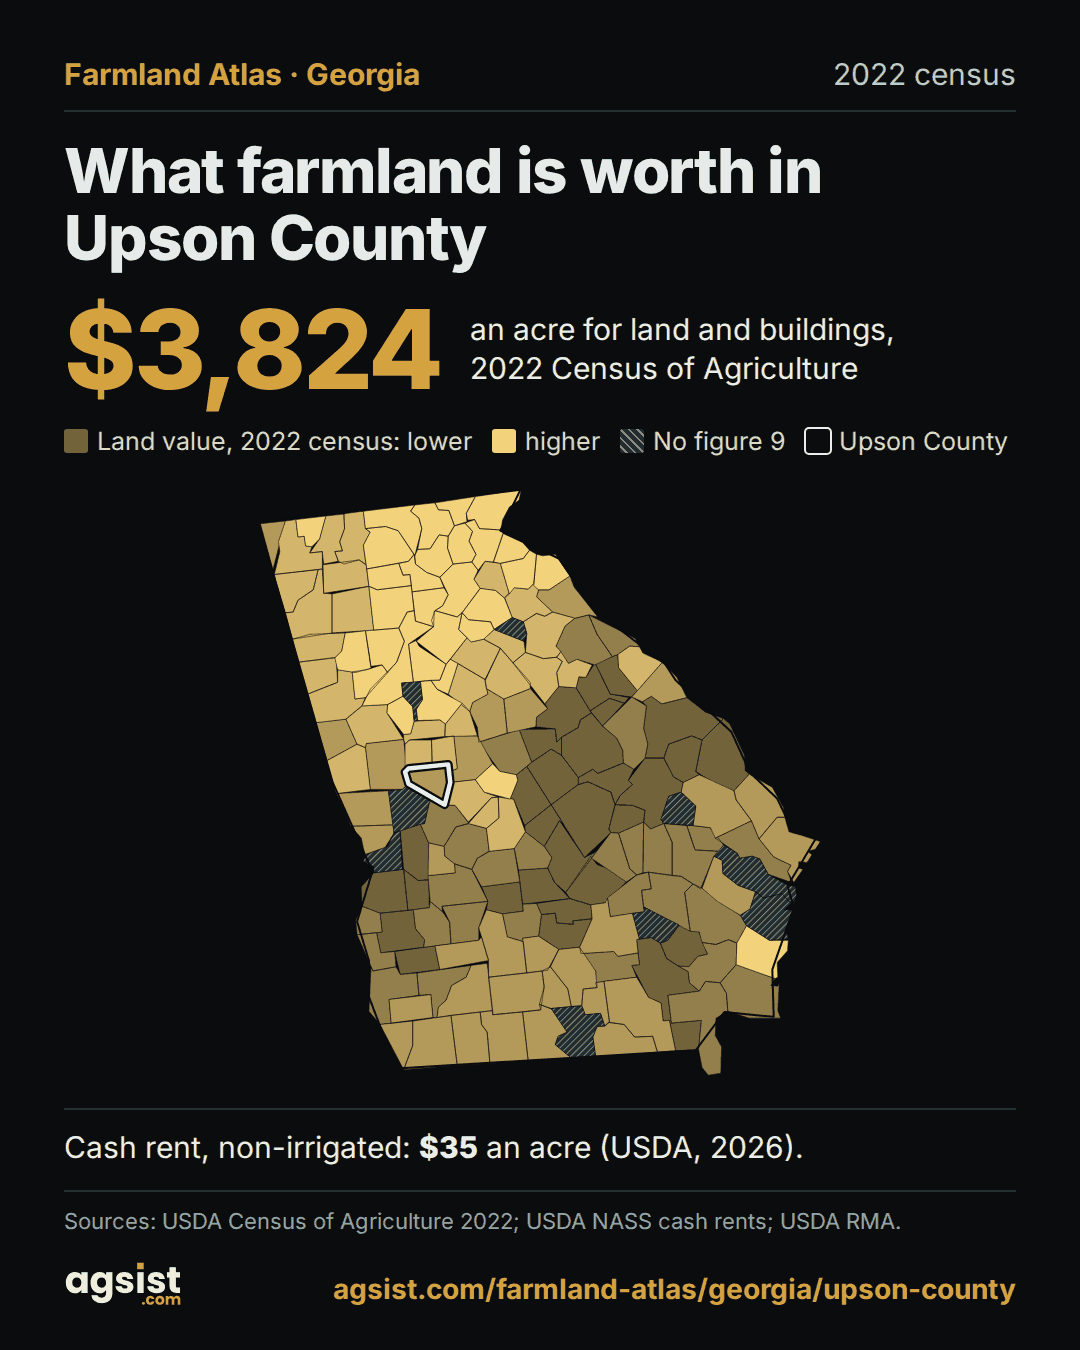 Farmland Atlas · Georgia
2022 census
What farmland is worth in
Upson County
$3,824
an acre for land and buildings,
2022 Census of Agriculture
Land value, 2022 census: lower
higher
No figure 9
Upson County
Cash rent, non-irrigated: $35 an acre (USDA, 2026).
Sources: USDA Census of Agriculture 2022; USDA NASS cash rents; USDA RMA.
agsist
.com
agsist.com/farmland-atlas/georgia/upson-county